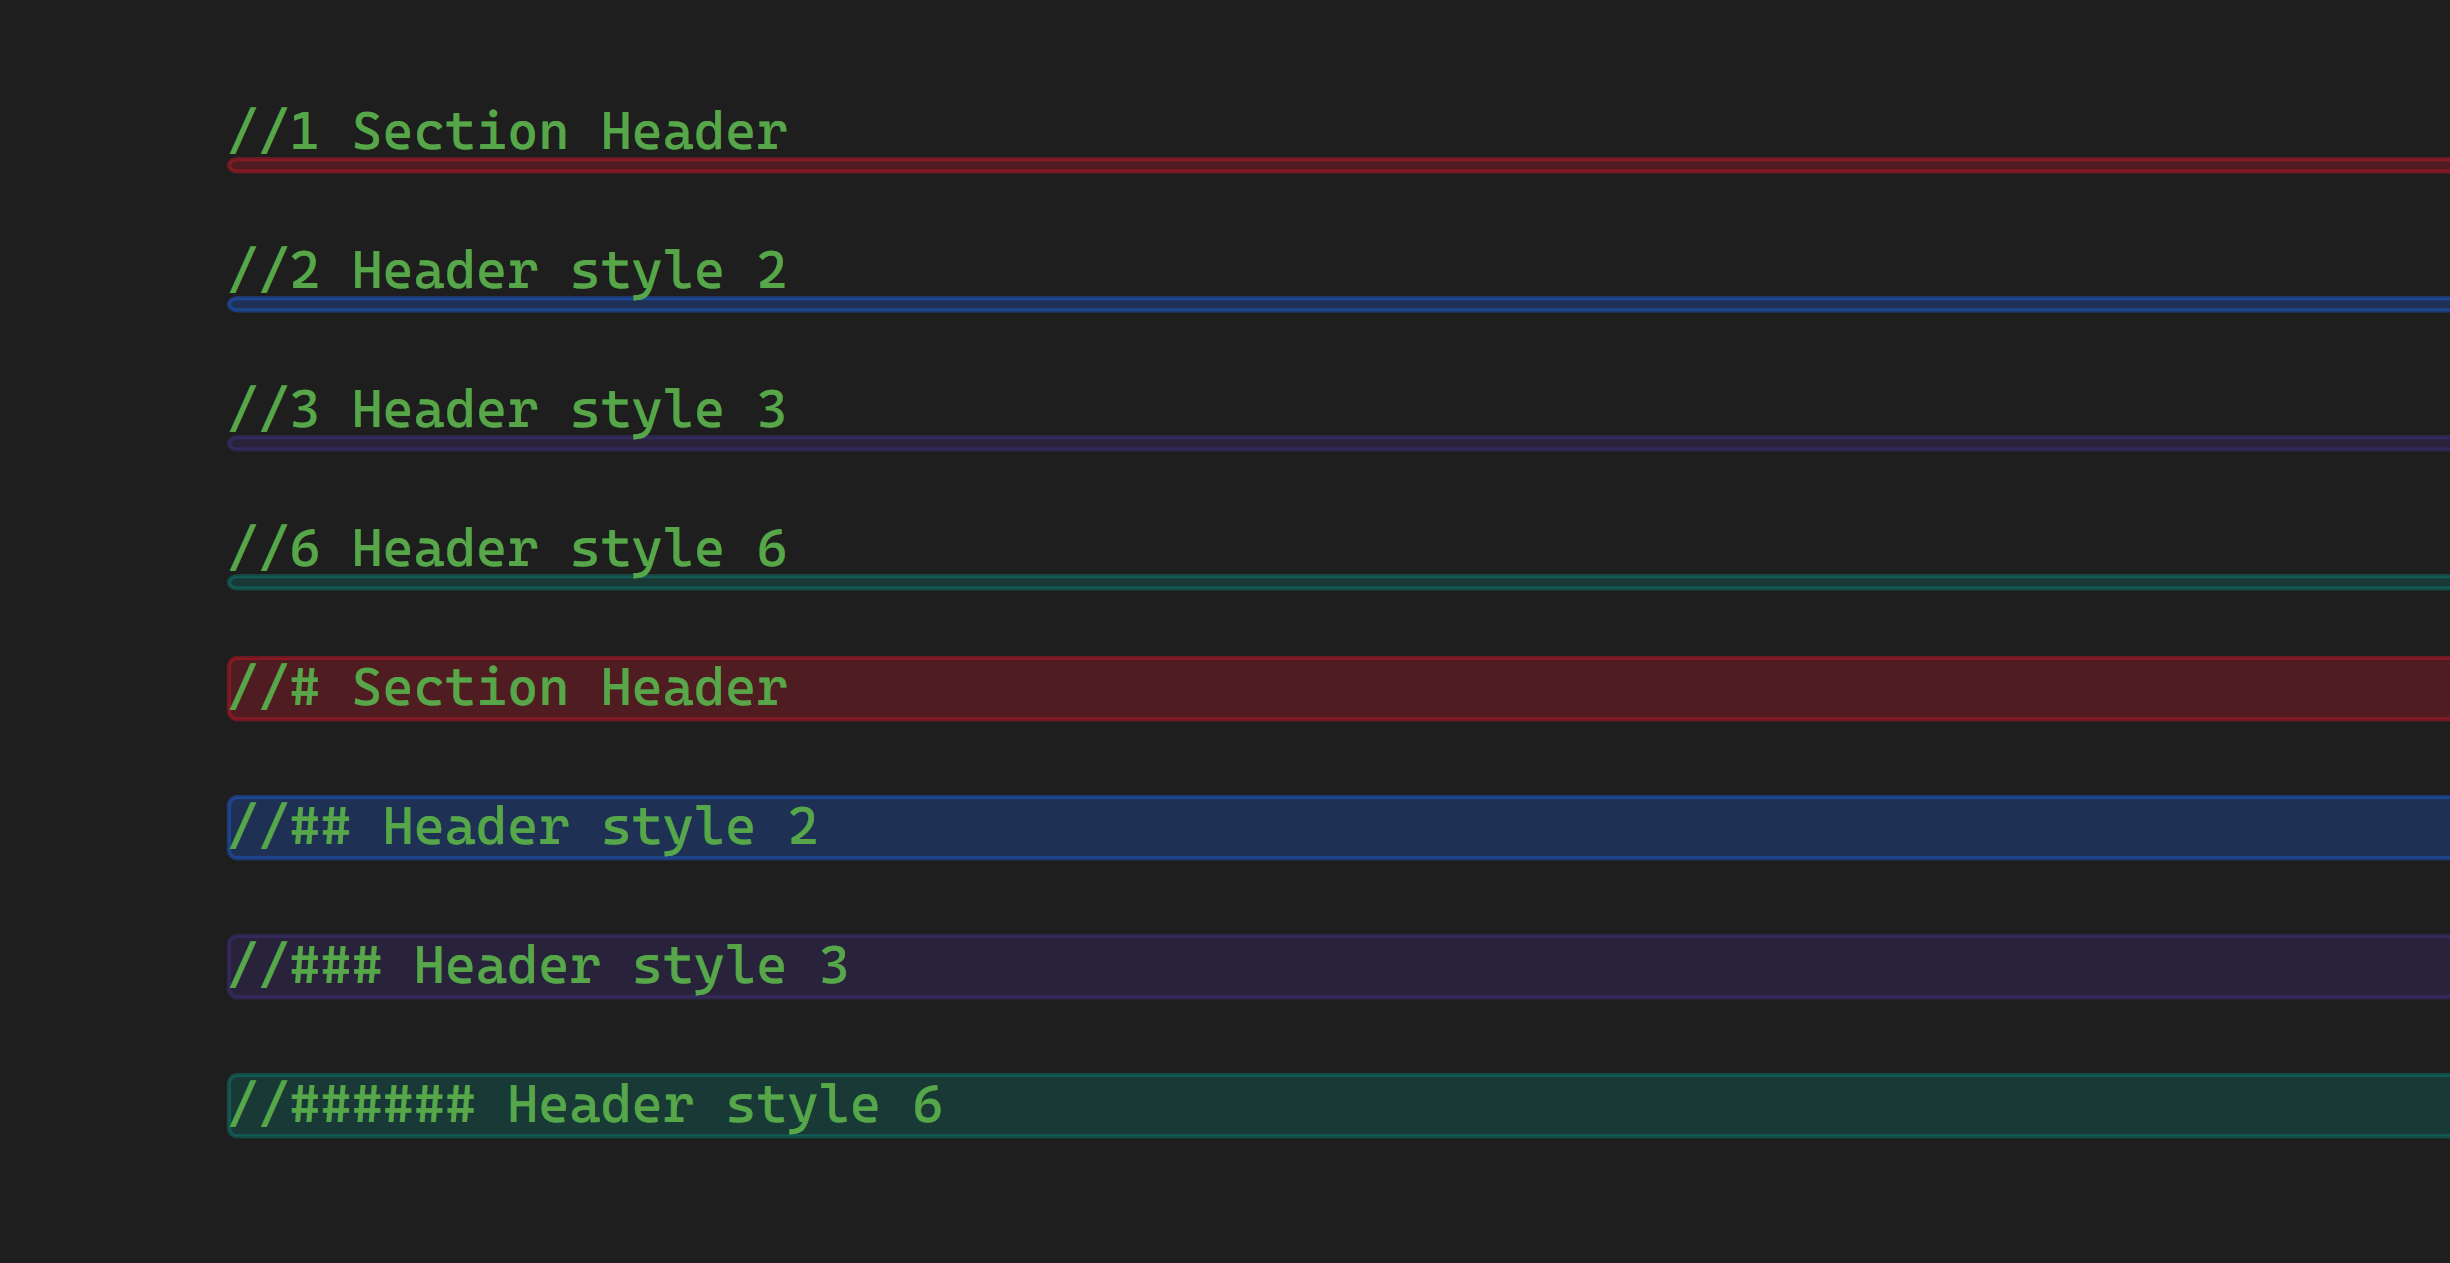 //1 Section Header
//2 Header style 2
//3 Header style 3
//6 Header style 6
//# Section Header
//## Header style 2
//### Header style 3
//###### Header style 6